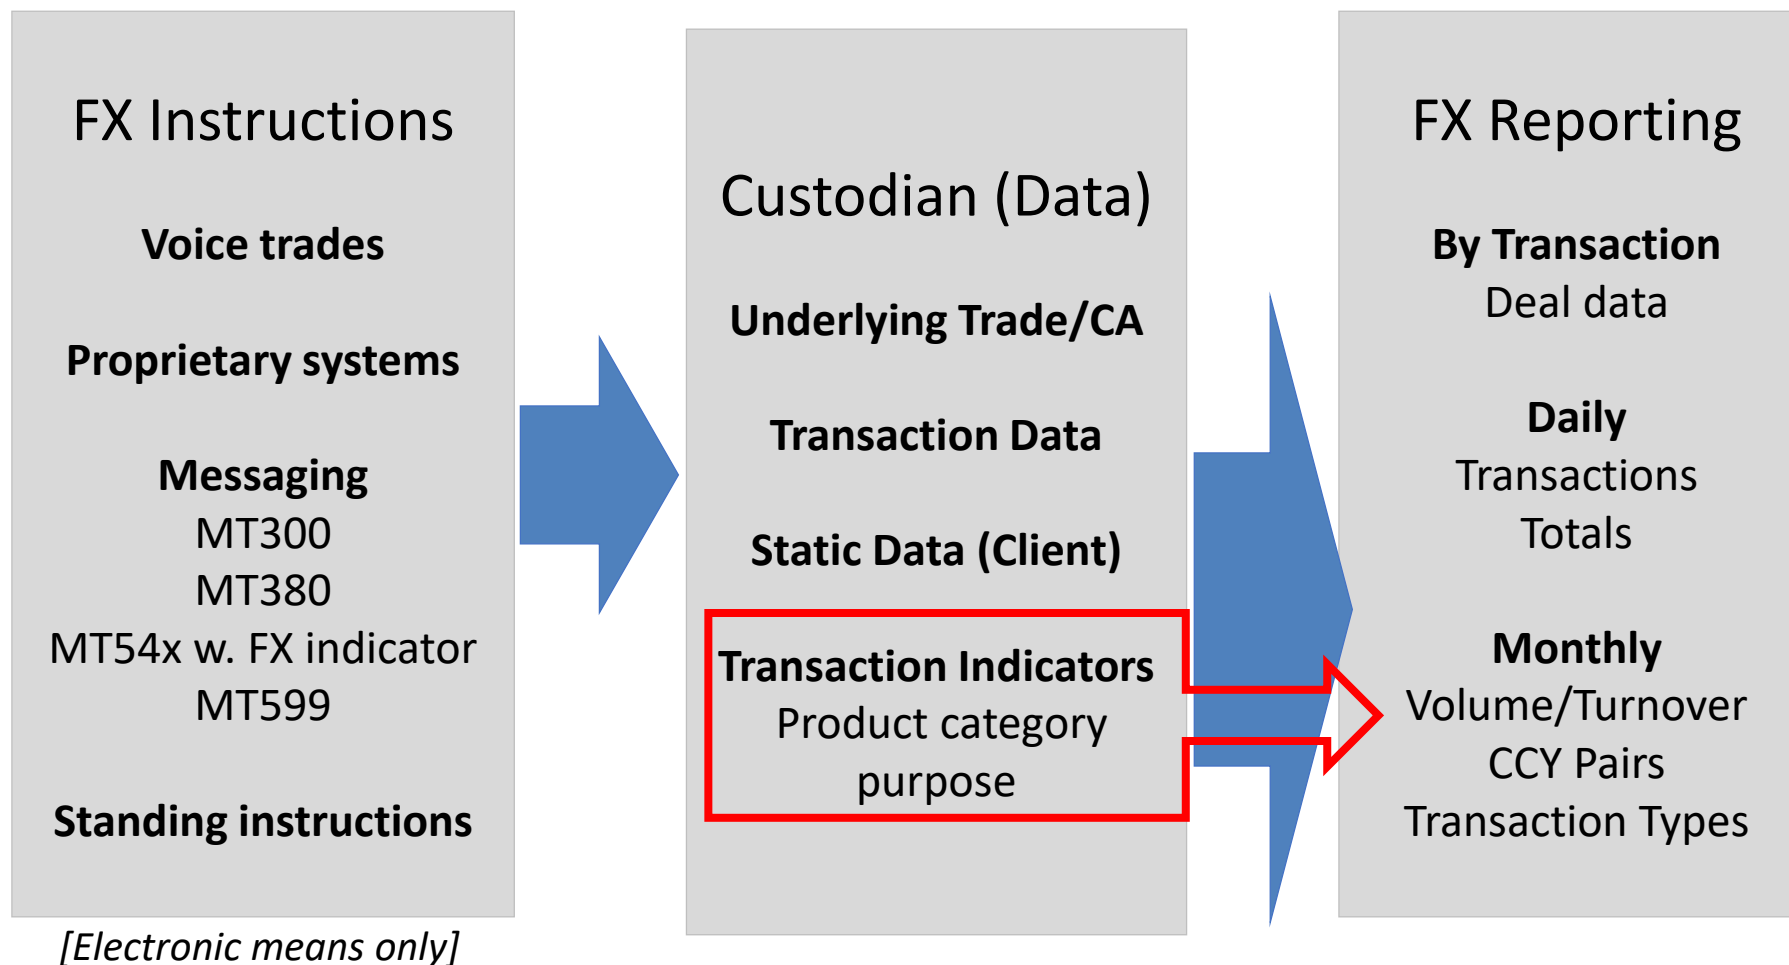 FX Instructions
Voice trades
Proprietary systems
Messaging
MT300
MT380
MT54x w. FX indicator
MT599
Standing instructions
[Electronic means only]
Custodian (Data)
Underlying Trade/CA
Transaction Data
Static Data (Client)
Transaction Indicators
Product category
purpose
FX Reporting
By Transaction
Deal data
Daily
Transactions
Totals
Monthly
Volume/Turnover
CCY Pairs
Transaction Types